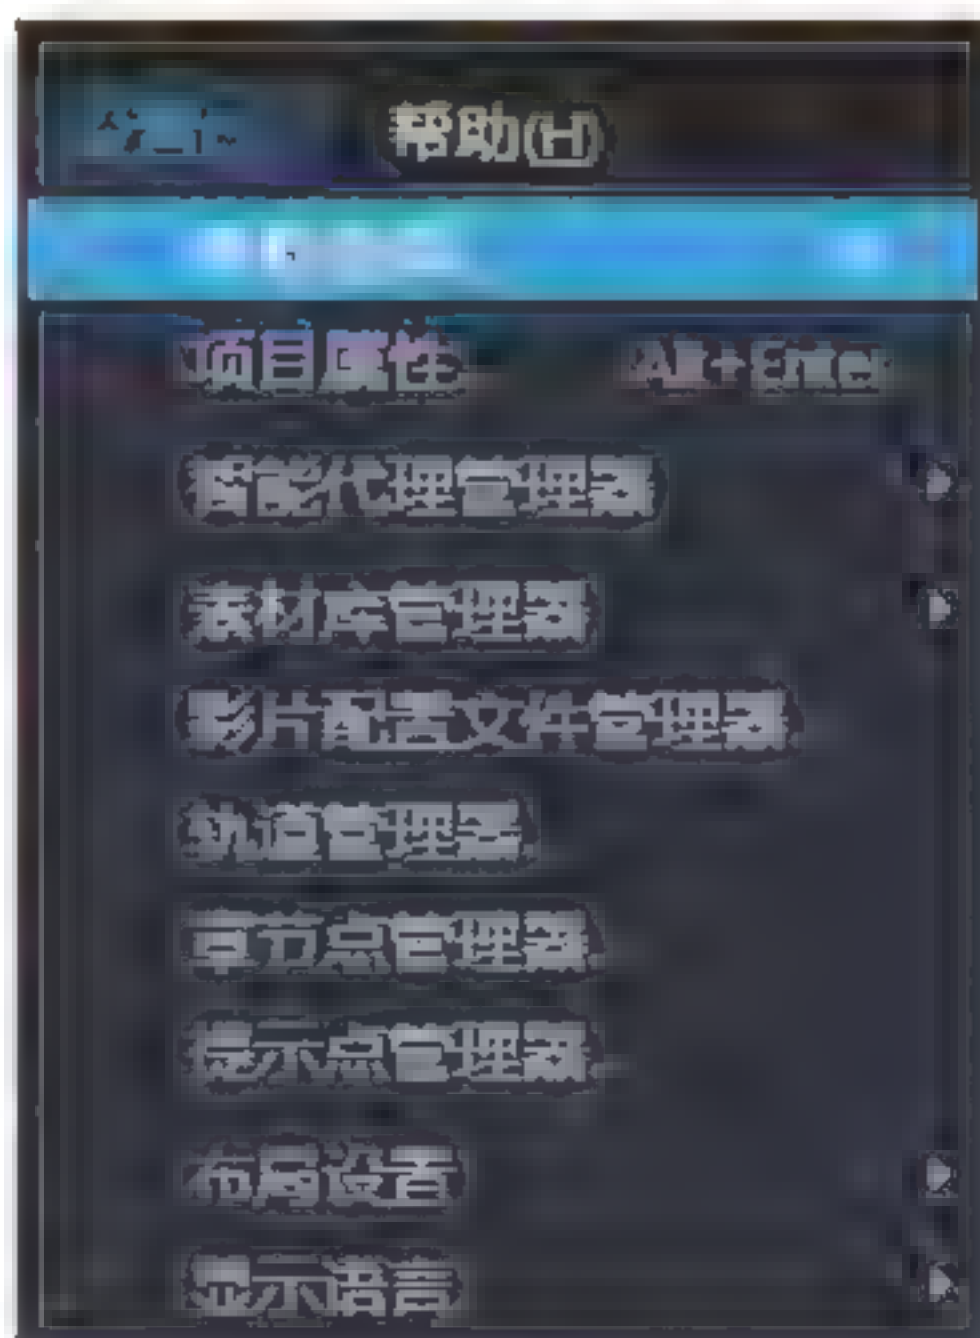 帮助(H)
项目属性 Alt+Enter
智能代理管理器
素材库管理器
影片配置文件管理器
轨道管理器
章节点管理器
提示点管理器
布局设置
显示语言